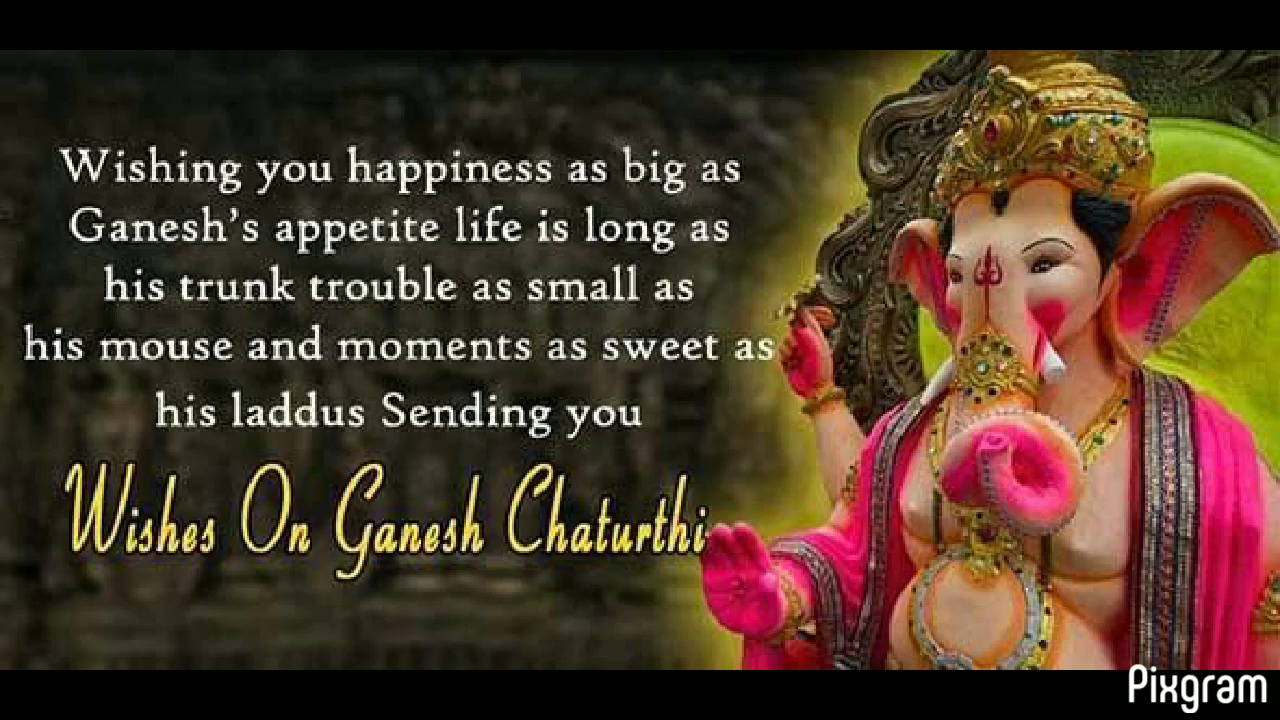 Wishing you happiness as big as
Ganesh’s appetite life is long as
his trunk trouble as small as
his mouse and moments as sweet as
his laddus Sending you
Wishes On Ganesh Chaturthi
Pixgram